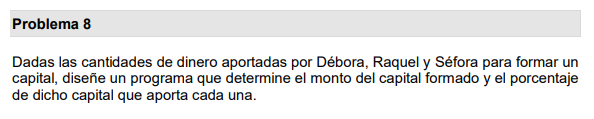 Problema 8
Dadas las cantidades de dinero aportadas por Débora, Raquel y Séfora para formar un
capital, diseñe un programa que determine el monto del capital formado y el porcentaje
de dicho capital que aporta cada una.